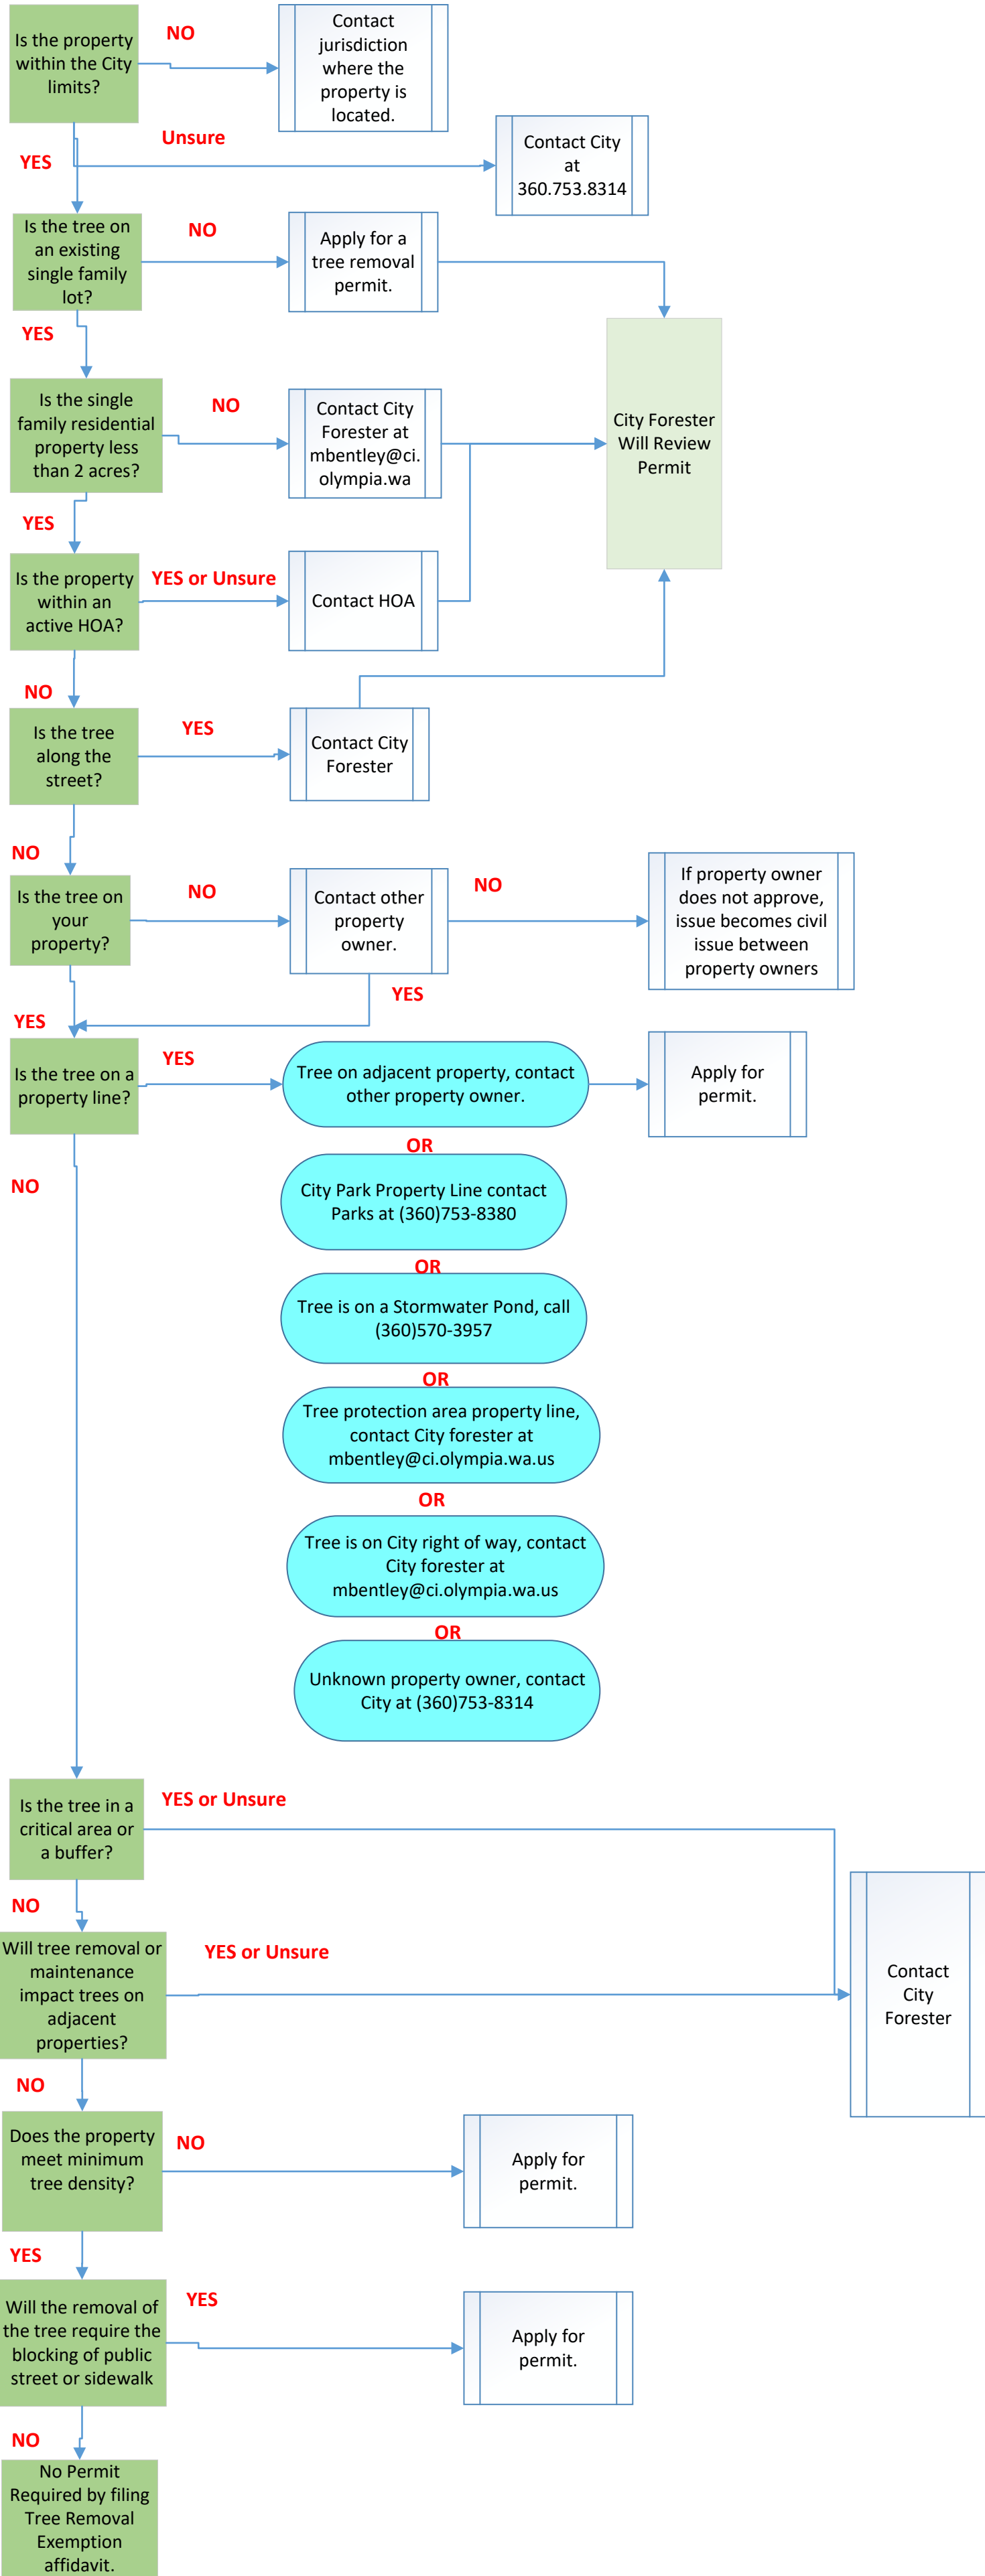 Is the property
within the City
limits?
NO
Contact
jurisdiction
where the
property is
located.
Unsure
YES
Contact City
at
360.753.8314
Is the tree on
an existing
single family
lot?
NO
Apply for a
tree removal
permit.
YES
City Forester
Will Review
Permit
Is the single
family residential
property less
than 2 acres?
NO
Contact City
Forester at
mbentley@ci.
olympia.wa
YES
Is the property
within an
active HOA?
YES or Unsure
Contact HOA
NO
Is the tree
along the
street?
YES
Contact City
Forester
NO
Is the tree on
your
property?
NO
Contact other
property
owner.
NO
If property owner
does not approve,
issue becomes civil
issue between
property owners
YES
YES
Is the tree on a
property line?
YES
Tree on adjacent property, contact
other property owner.
Apply for
permit.
OR
NO
City Park Property Line contact
Parks at (360)753-8380
OR
Tree is on a Stormwater Pond, call
(360)570-3957
OR
Tree protection area property line,
contact City forester at
mbentley@ci.olympia.wa.us
OR
Tree is on City right of way, contact
City forester at
mbentley@ci.olympia.wa.us
OR
Unknown property owner, contact
City at (360)753-8314
Is the tree in a
critical area or
a buffer?
YES or Unsure
NO
Will tree removal or
maintenance
impact trees on
adjacent
properties?
YES or Unsure
Contact
City
Forester
NO
Does the property
meet minimum
tree density?
NO
Apply for
permit.
YES
Will the removal of
the tree require the
blocking of public
street or sidewalk
YES
Apply for
permit.
NO
No Permit
Required by filing
Tree Removal
Exemption
affidavit.